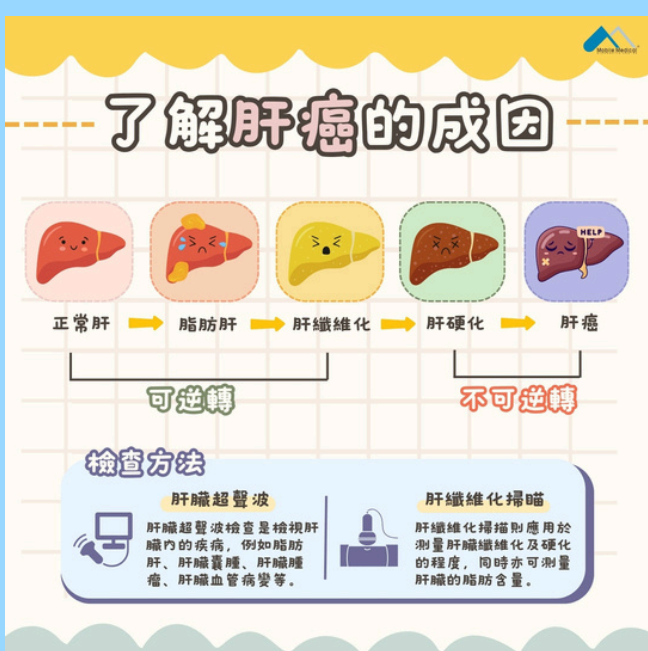 Mobile Medical
了解肝癌的成因
HELP
正常肝
脂肪肝
肝纖維化
肝硬化
肝癌
可逆轉
不可逆轉
檢查方法
肝臟超聲波
肝臟超聲波檢查是檢視肝
臟內的疾病，例如脂肪
肝、肝臟囊腫、肝臟腫
瘤、肝臟血管病變等。
肝纖維化掃瞄
肝纖維化掃描則應用於
測量肝臟纖維化及硬化
的程度，同時亦可測量
肝臟的脂肪含量。